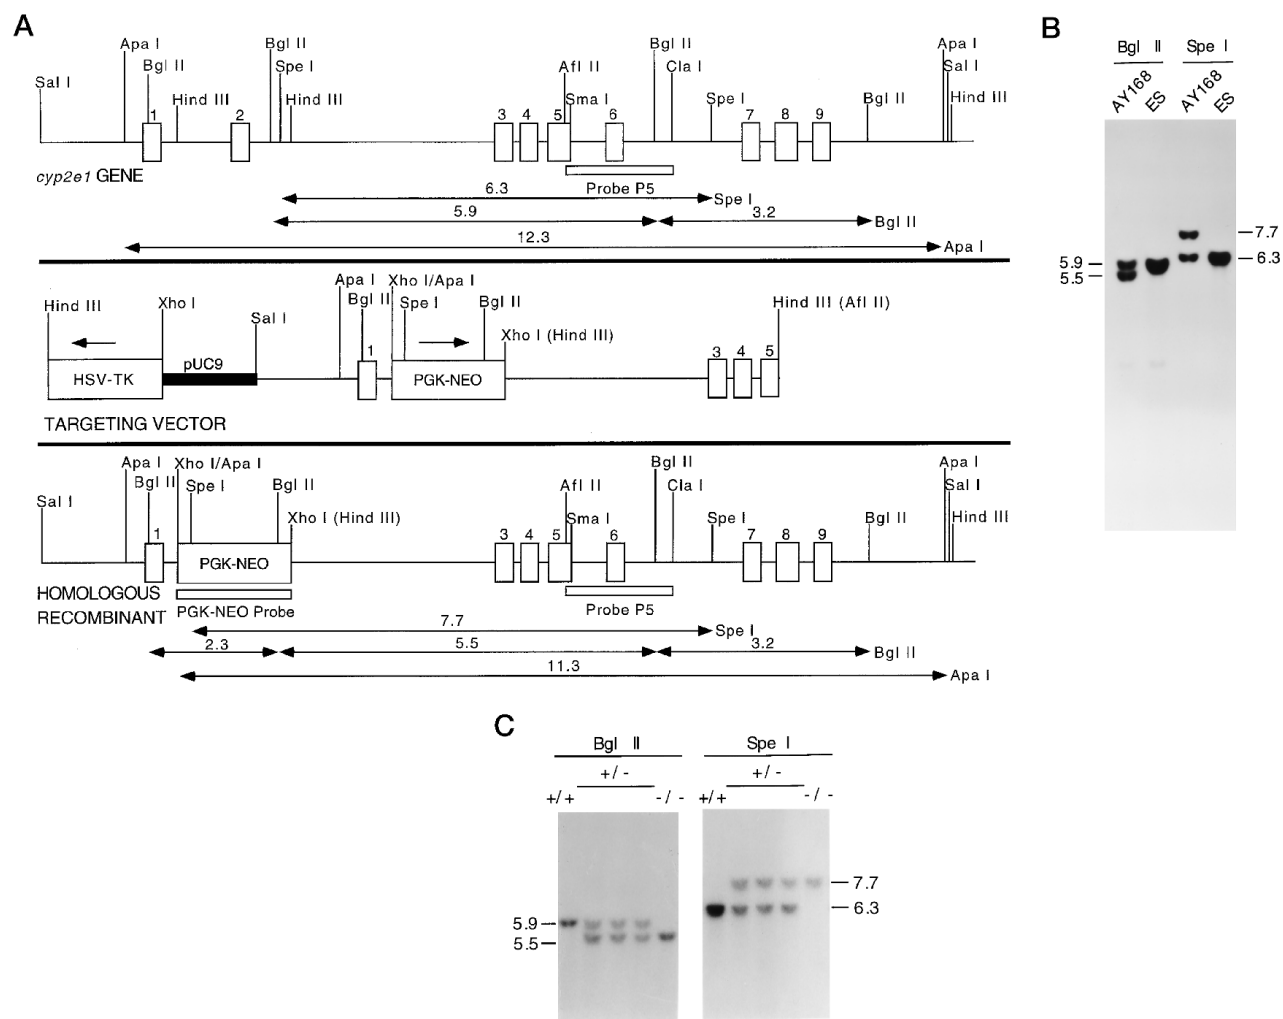 A
Sal I
Apa I
Bgl II
Hind III
Bgl II
Spe I
Hind III
Afl II
Sma I
Bgl II
Cla I
Spe I
Bgl II
Apa I
Sal I
Hind III
1 2 3 4 5 6 7 8 9
cyp2e1 GENE
Probe P5
6.3 Spe I
5.9 3.2 Bgl II
12.3 Apa I
Hind III
Xho I
Sal I
Apa I
Bgl II
Xho I/Apa I
Spe I
Bgl II
Xho I (Hind III)
Hind III (Afl II)
HSV-TK
pUC9
1
PGK-NEO
3 4 5
TARGETING VECTOR
Sal I
Apa I
Bgl II
Xho I/Apa I
Spe I
Bgl II
Xho I (Hind III)
Afl II
Sma I
Bgl II
Cla I
Spe I
Bgl II
Apa I
Sal I
Hind III
1
PGK-NEO
3 4 5 6 7 8 9
HOMOLOGOUS
RECOMBINANT
PGK-NEO Probe
Probe P5
7.7 Spe I
2.3 5.5 3.2 Bgl II
11.3 Apa I
B
Bgl II Spe I
AY168 ES AY168 ES
5.9
5.5
7.7
6.3
C
Bgl II Spe I
+/- +/-
+/+ -/- +/+ -/-
5.9
5.5
7.7
6.3